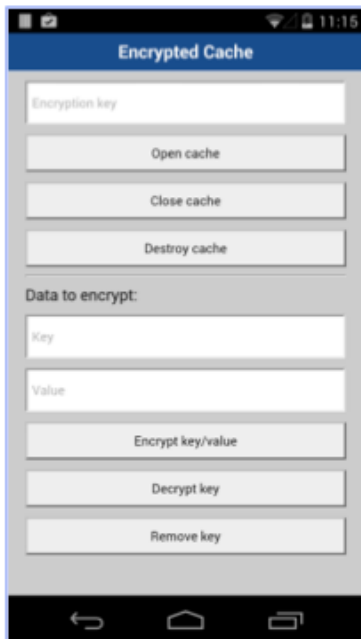 11:15
Encrypted Cache
Encryption key
Open cache
Close cache
Destroy cache
Data to encrypt:
Key
Value
Encrypt key/value
Decrypt key
Remove key